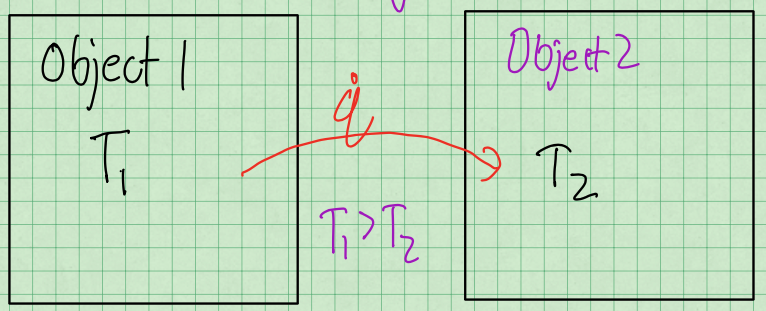 Object 1
T₁
q̇
T₁ > T₂
Object 2
T₂